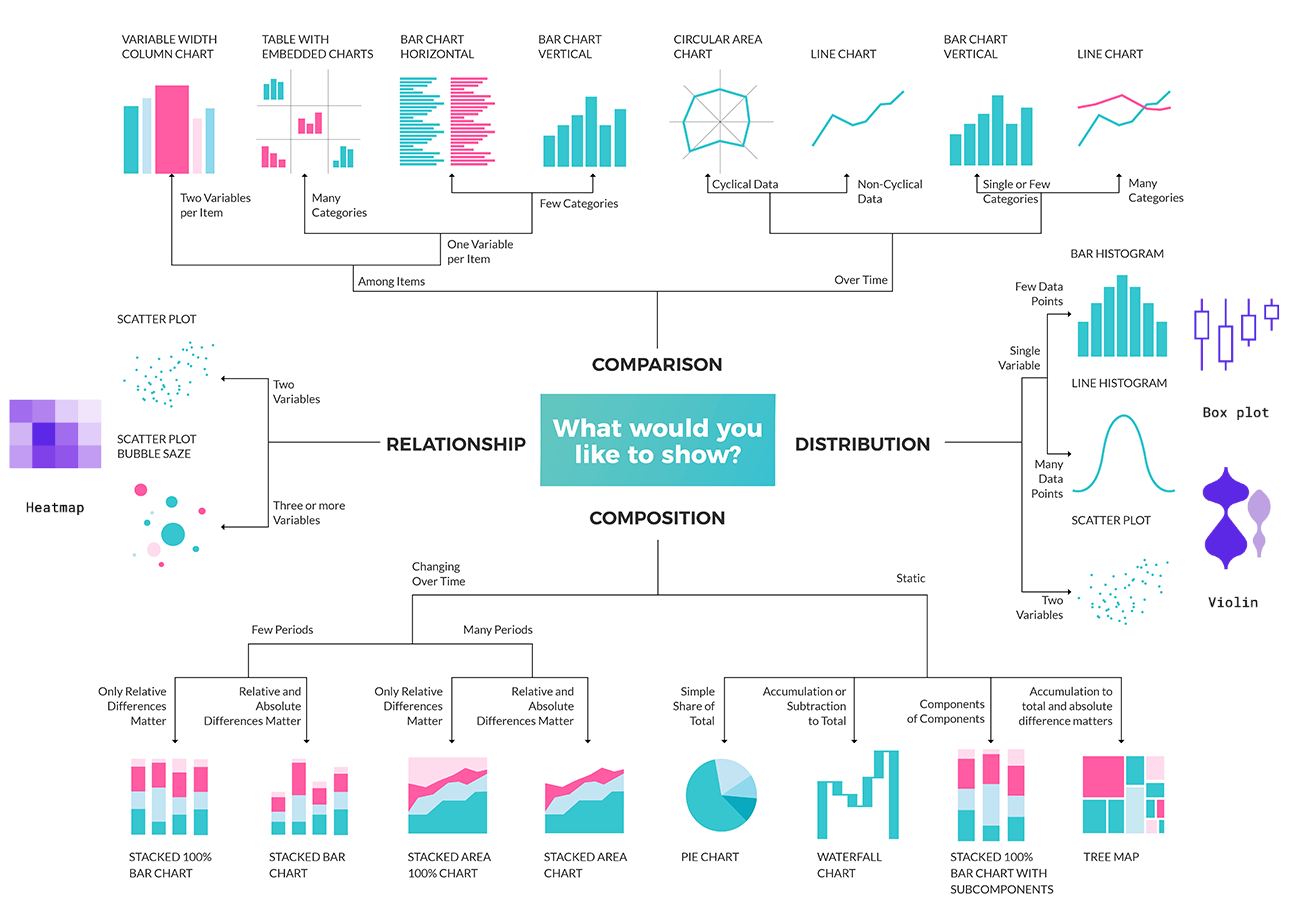 VARIABLE WIDTH
COLUMN CHART
TABLE WITH
EMBEDDED CHARTS
BAR CHART
HORIZONTAL
BAR CHART
VERTICAL
CIRCULAR AREA
CHART
LINE CHART
BAR CHART
VERTICAL
LINE CHART
Two Variables
per Item
Many
Categories
Few Categories
Cyclical Data
Non-Cyclical
Data
Single or Few
Categories
Many
Categories
One Variable
per Item
Among Items
Over Time
COMPARISON
What would you
like to show?
RELATIONSHIP
SCATTER PLOT
Two
Variables
SCATTER PLOT
BUBBLE SAZE
Three or more
Variables
Heatmap
DISTRIBUTION
BAR HISTOGRAM
Few Data
Points
Single
Variable
LINE HISTOGRAM
Many
Data
Points
SCATTER PLOT
Two
Variables
Box plot
Violin
COMPOSITION
Changing
Over Time
Static
Few Periods
Many Periods
Only Relative
Differences
Matter
Relative and
Absolute
Differences Matter
Only Relative
Differences
Matter
Relative and
Absolute
Differences Matter
Simple
Share of
Total
Accumulation or
Subtraction
to Total
Components
of Components
Accumulation to
total and absolute
difference matters
STACKED 100%
BAR CHART
STACKED BAR
CHART
STACKED AREA
100% CHART
STACKED AREA
CHART
PIE CHART
WATERFALL
CHART
STACKED 100%
BAR CHART WITH
SUBCOMPONENTS
TREE MAP